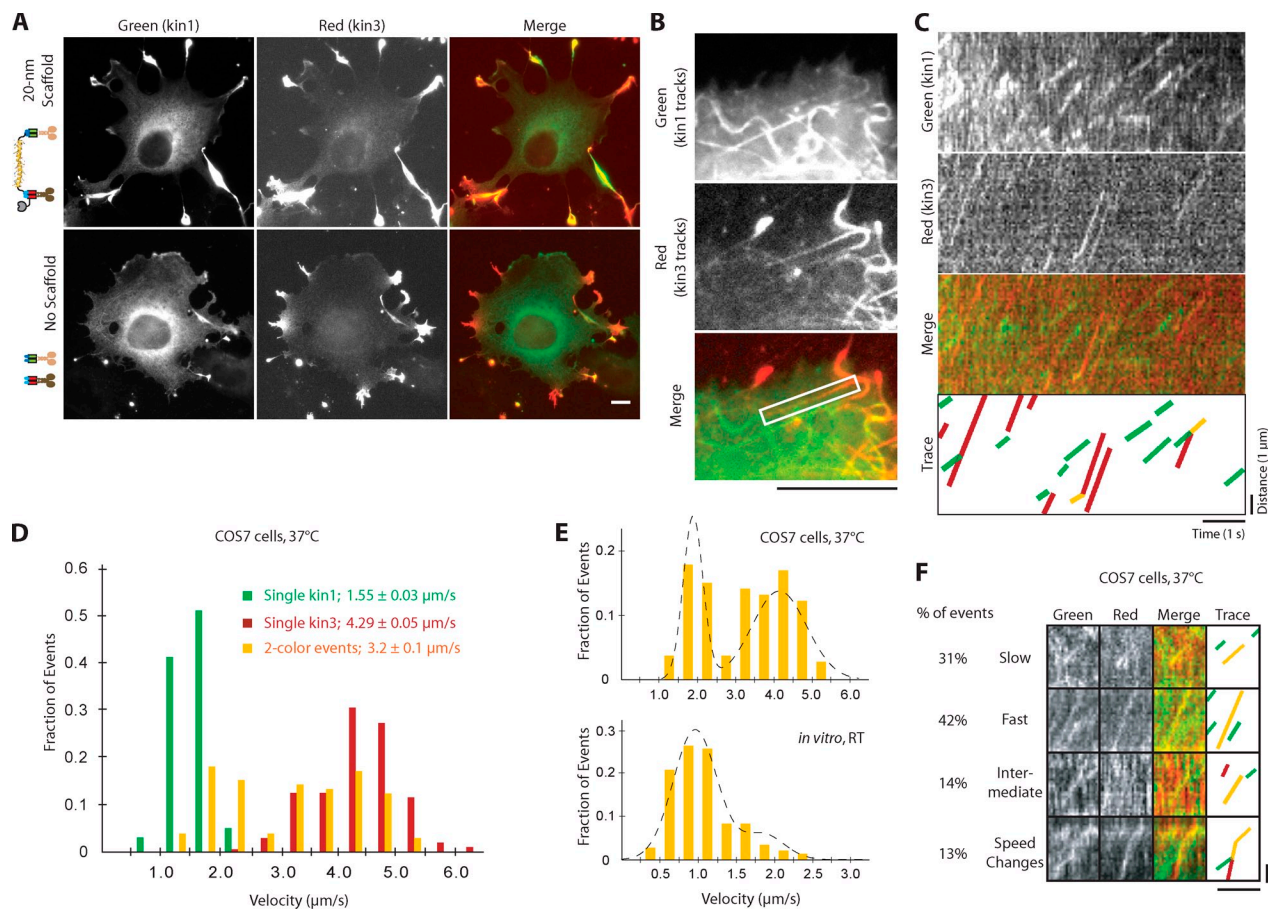 A
Green (kin1)
Red (kin3)
Merge
20-nm
Scaffold
No Scaffold
B
Green
(kin1 tracks)
Red
(kin3 tracks)
Merge
C
Green (kin1)
Red (kin3)
Merge
Trace
Distance (1 µm)
Time (1 s)
D
COS7 cells, 37°C
Fraction of Events
0.6
0.5
0.4
0.3
0.2
0.1
0
Single kin1; 1.55 ± 0.03 µm/s
Single kin3; 4.29 ± 0.05 µm/s
2-color events; 3.2 ± 0.1 µm/s
1.0 2.0 3.0 4.0 5.0 6.0
Velocity (µm/s)
E
COS7 cells, 37°C
Fraction of Events
0.2
0.1
0
1.0 2.0 3.0 4.0 6.0
in vitro, RT
Fraction of Events
0.3
0.2
0.1
0
0.5 1.0 1.5 2.0 2.5 3.0
Velocity (µm/s)
F
COS7 cells, 37°C
% of events
Green Red Merge Trace
31% Slow
42% Fast
14% Inter-
mediate
13% Speed
Changes